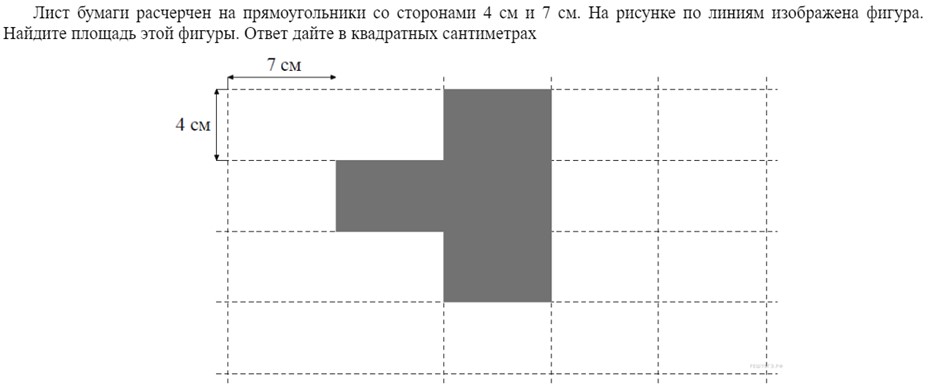 Лист бумаги расчерчен на прямоугольники со сторонами 4 см и 7 см. На рисунке по линиям изображена фигура.
Найдите площадь этой фигуры. Ответ дайте в квадратных сантиметрах
7 см
4 см